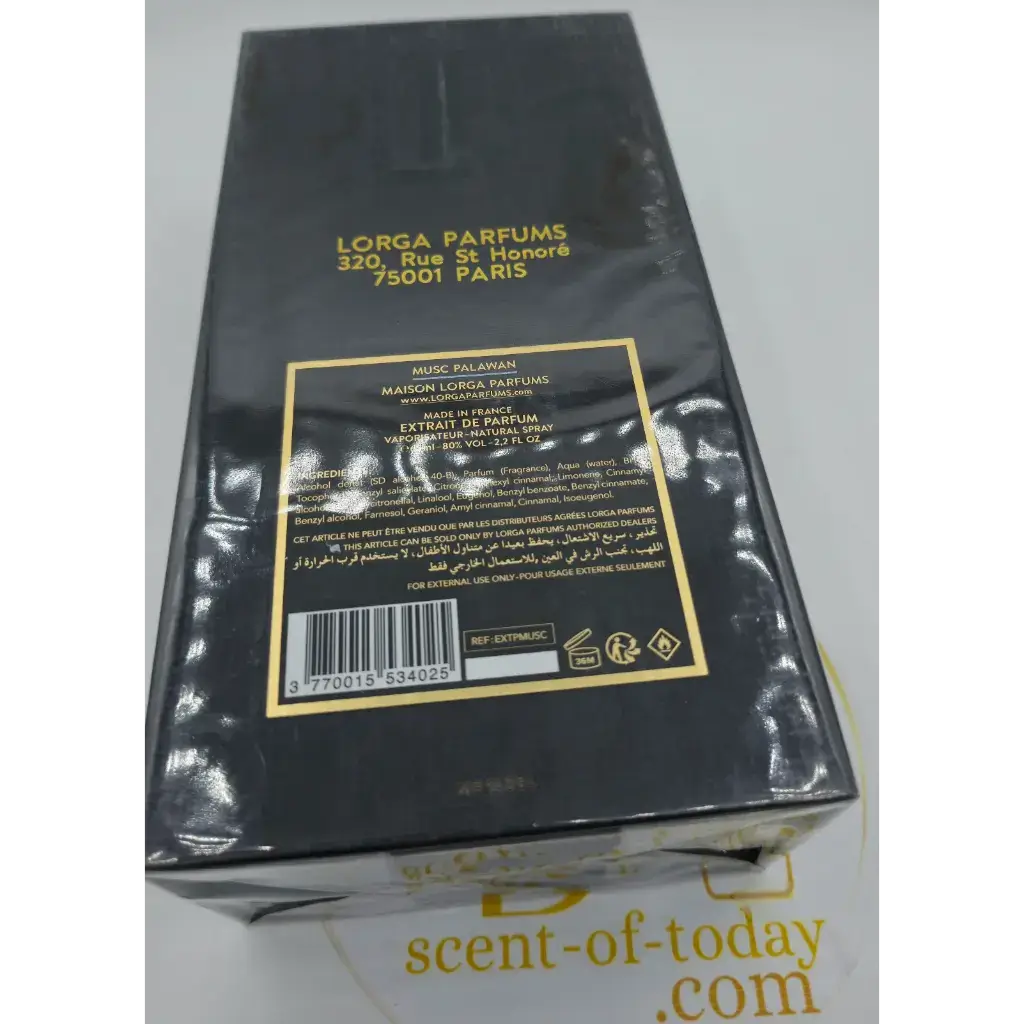 LORGA PARFUMS
320, Rue St Honoré
75001 PARIS
MUSC PALAWAN
MAISON LORGA PARFUMS
www.LORGAPARFUMS.com
MADE IN FRANCE
EXTRAIT DE PARFUM
VAPORISATEUR-NATURAL SPRAY
ml-80% VOL-2,2 FL OZ
Parfum (Fragrance), Aqua (water),
salicylate, cinnamal, Limonene, Cinnamyl
citronellal, Linalool, Eugenol, Benzyl benzoate, Benzyl cinnamate,
Benzyl alcohol, Farnesol, Geraniol, Amyl cinnamal, Cinnamal, Isoeugenol.
CET ARTICLE NE PEUT ÊTRE VENDU QUE PAR LES DISTRIBUTEURS AGRÉES LORGA PARFUMS
THIS ARTICLE CAN BE SOLD ONLY BY LORGA PARFUMS AUTHORIZED DEALERS
تحذير، سريع الاشتعال، يحفظ بعيدا عن متناول الأطفال، لا يستخدم قرب الحرارة أو
اللهب، تجنب الرش في العين، للاستعمال الخارجي فقط
FOR EXTERNAL USE ONLY-POUR USAGE EXTERNE SEULEMENT
REF:EXTPMUSC
36M
3 770015 534025
scent-of-today
.com